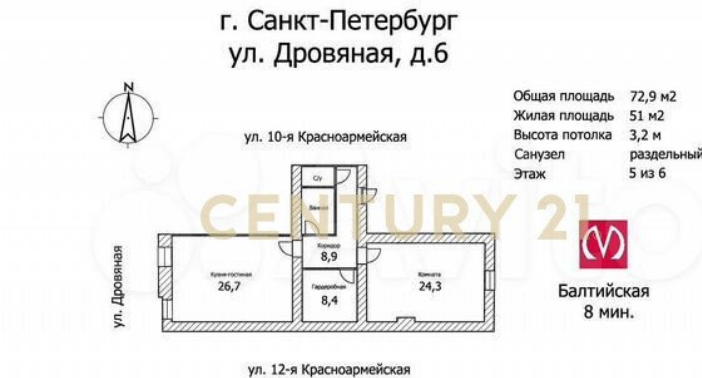 г. Санкт-Петербург
ул. Дровяная, д.6
N
Общая площадь 72,9 м2
Жилая площадь 51 м2
Высота потолка 3,2 м
Санузел раздельный
Этаж 5 из 6
ул. 10-я Красноармейская
С/у
Ванная
CENTURY 21
Avito
Коридор
8,9
Кухня-гостиная
26,7
Гардеробная
8,4
Комната
24,3
ул. Дровяная
Балтийская
8 мин.
ул. 12-я Красноармейская